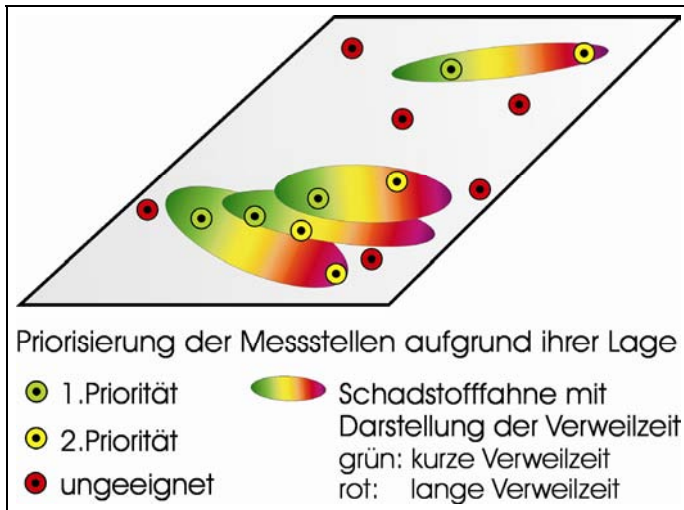 Priorisierung der Messstellen aufgrund ihrer Lage
1.Priorität
2.Priorität
ungeeignet
Schadstofffahne mit
Darstellung der Verweilzeit
grün: kurze Verweilzeit
rot: lange Verweilzeit